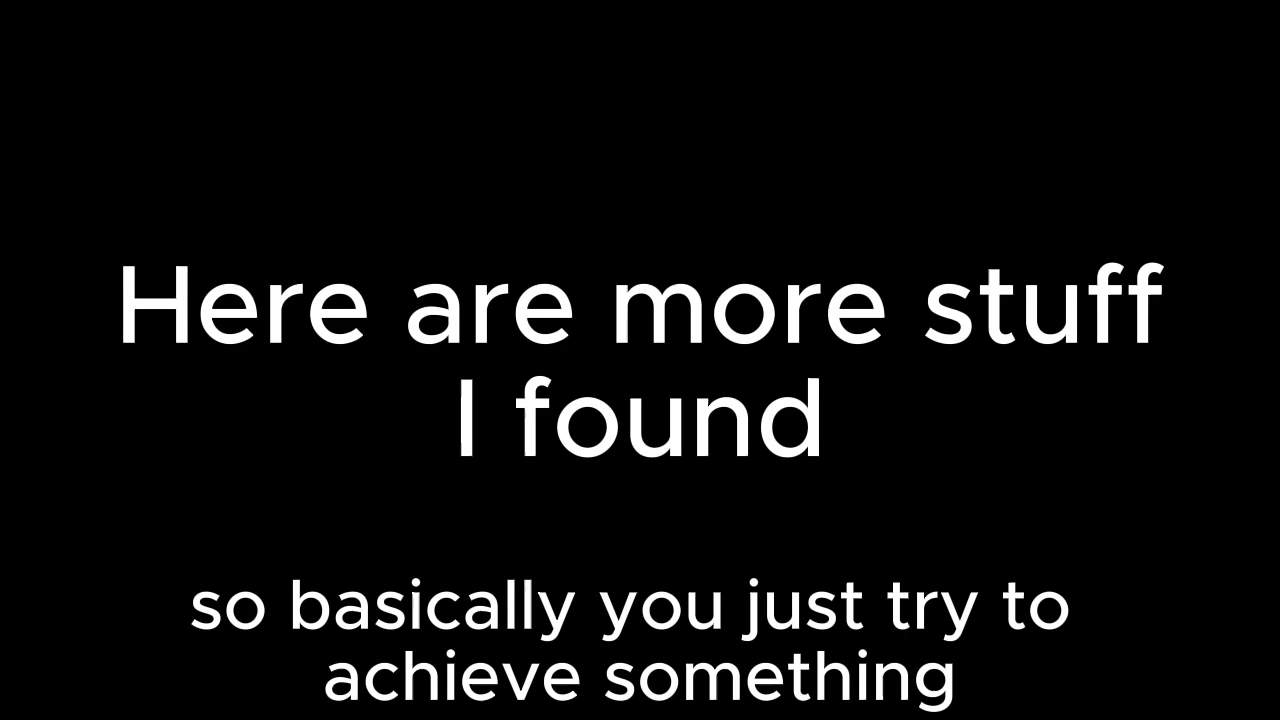 Here are more stuff
I found
so basically you just try to
achieve something